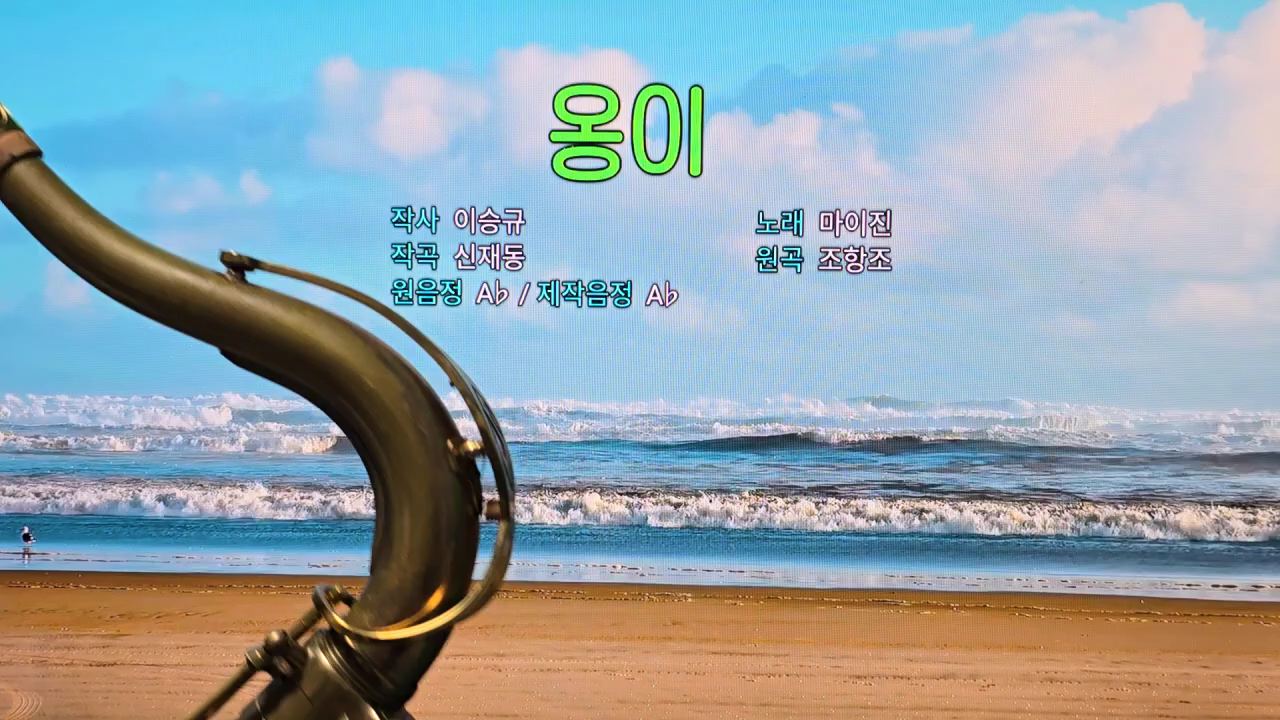 옹이
작사 이승규
작곡 신재동
원음정 A♭ / 제작음정 A♭
노래 마이진
원곡 조항조